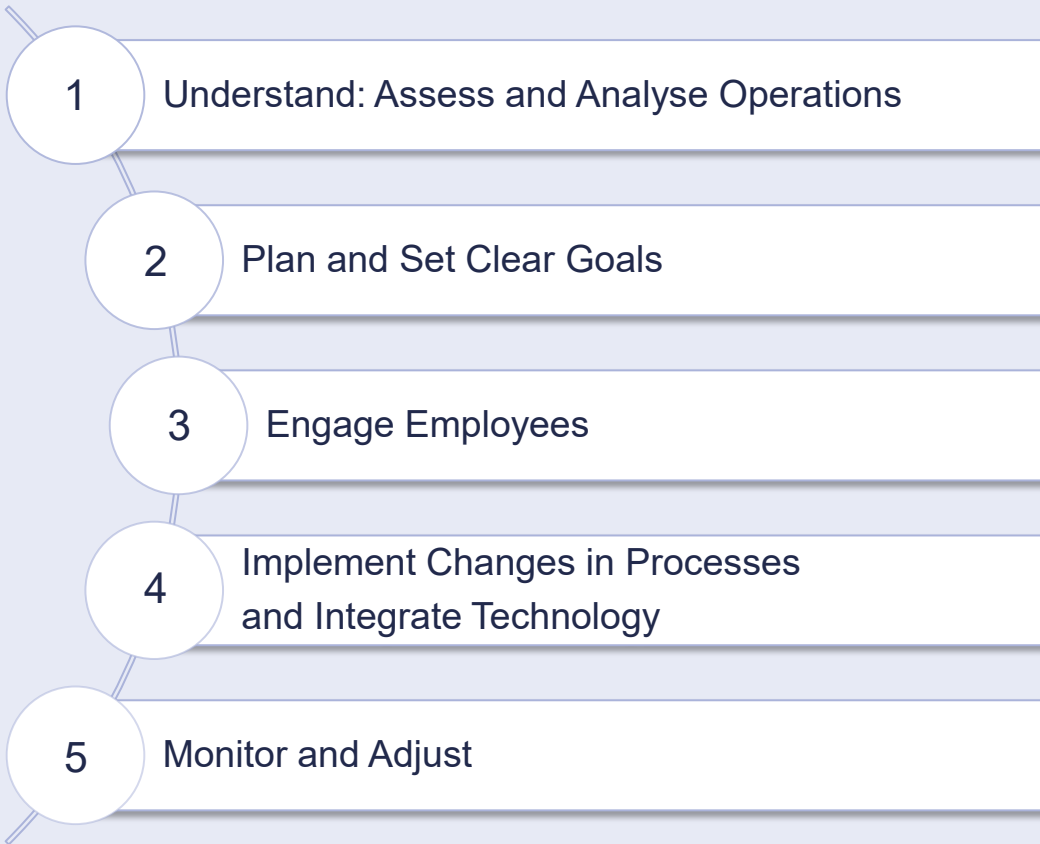 1
Understand: Assess and Analyse Operations
2
Plan and Set Clear Goals
3
Engage Employees
4
Implement Changes in Processes
and Integrate Technology
5
Monitor and Adjust